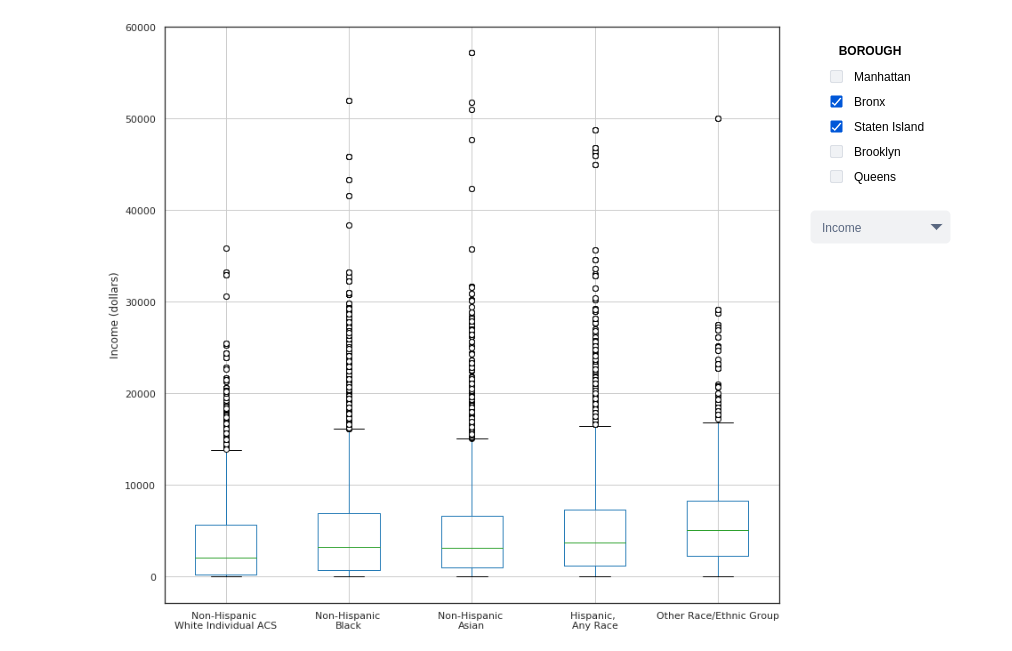 60000
50000
40000
30000
20000
10000
0
Income (dollars)
Non-Hispanic
White Individual ACS
Non-Hispanic
Black
Non-Hispanic
Asian
Hispanic,
Any Race
Other Race/Ethnic Group
BOROUGH
Manhattan
Bronx
Staten Island
Brooklyn
Queens
Income